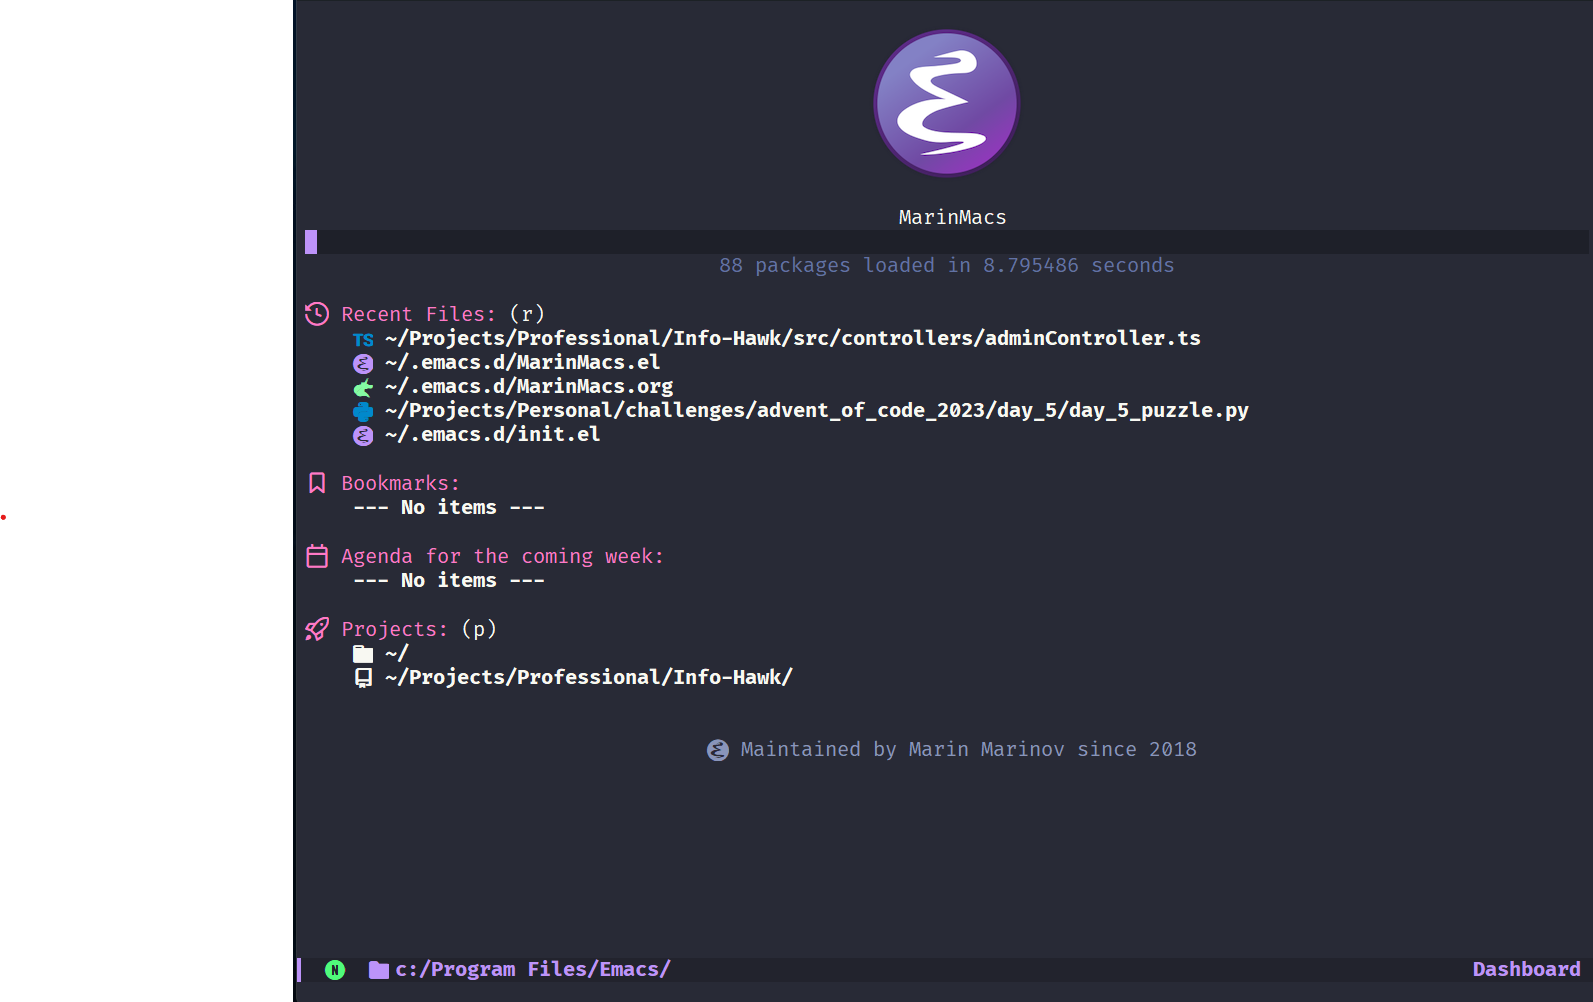 MarinMacs
88 packages loaded in 8.795486 seconds
Recent Files: (r)
TS ~/Projects/Professional/Info-Hawk/src/controllers/adminController.ts
~/.emacs.d/MarinMacs.el
~/.emacs.d/MarinMacs.org
~/Projects/Personal/challenges/advent_of_code_2023/day_5/day_5_puzzle.py
~/.emacs.d/init.el
Bookmarks:
--- No items ---
Agenda for the coming week:
--- No items ---
Projects: (p)
~/
~/Projects/Professional/Info-Hawk/
Maintained by Marin Marinov since 2018
N c:/Program Files/Emacs/ Dashboard